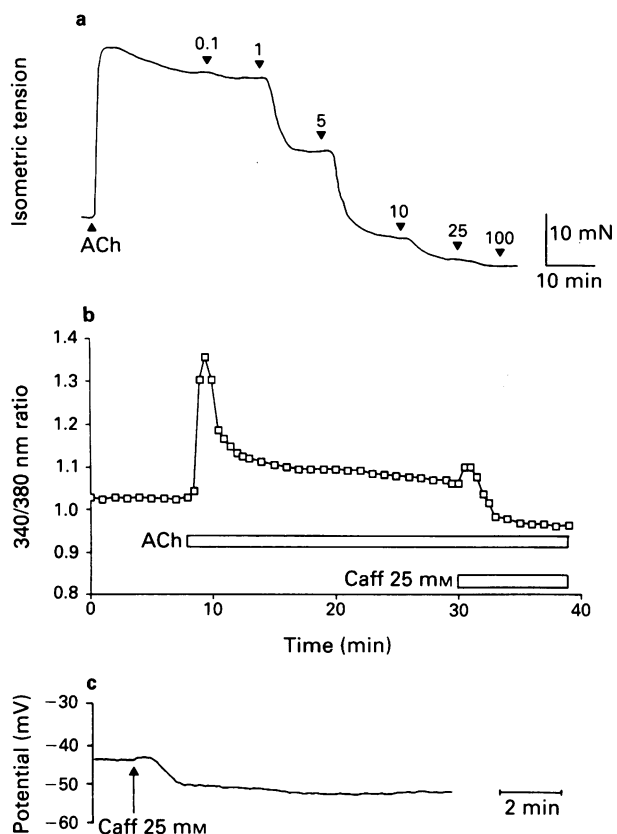 a
Isometric tension
0.1
1
5
10
25
100
ACh
10 mN
10 min
b
340/380 nm ratio
1.4
1.3
1.2
1.1
1.0
0.9
0.8
ACh
Caff 25 mM
0
10
20
30
40
Time (min)
c
Potential (mV)
−30
−40
−50
−60
Caff 25 mM
2 min